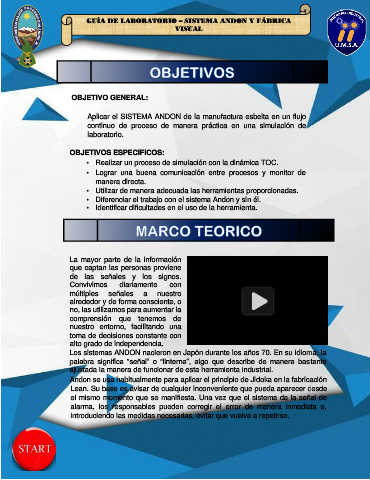 GUÍA DE LABORATORIO – SISTEMA ANDON Y FÁBRICA
VISUAL
U.M.S.A.
OBJETIVOS
OBJETIVO GENERAL:
Aplicar el SISTEMA ANDON de la manufactura esbelta en un flujo
continuo de proceso de manera práctica en una simulación de
laboratorio.
OBJETIVOS ESPECIFICOS:
• Realizar un proceso de simulación con la dinámica TOC.
• Lograr una buena comunicación entre procesos y monitor de
manera directa.
• Utilizar de manera adecuada las herramientas proporcionadas.
• Diferenciar el trabajo con el sistema Andon y sin él.
• Identificar dificultades en el uso de la herramienta.
MARCO TEORICO
La mayor parte de la información
que captan las personas proviene
de las señales y los signos.
Convivimos diariamente con
múltiples señales a nuestro
alrededor y de forma consciente, o
no, las utilizamos para aumentar la
comprensión que tenemos de
nuestro entorno, facilitando una
toma de decisiones constante con
alto grado de independencia.
Los sistemas ANDON nacieron en Japón durante los años 70. En su idioma, la
palabra significa "señal" o "linterna", algo que describe de manera bastante
ajustada la manera de funcionar de esta herramienta industrial.
Andon se usa habitualmente para aplicar el principio de Jidoka en la fabricación
Lean. Su base es avisar de cualquier inconveniente que pueda aparecer desde
el mismo momento que se manifiesta. Una vez que el sistema da la señal de
alarma, los responsables pueden corregir el error de manera inmediata e,
introduciendo las medidas necesarias, evitar que vuelva a repetirse.
START